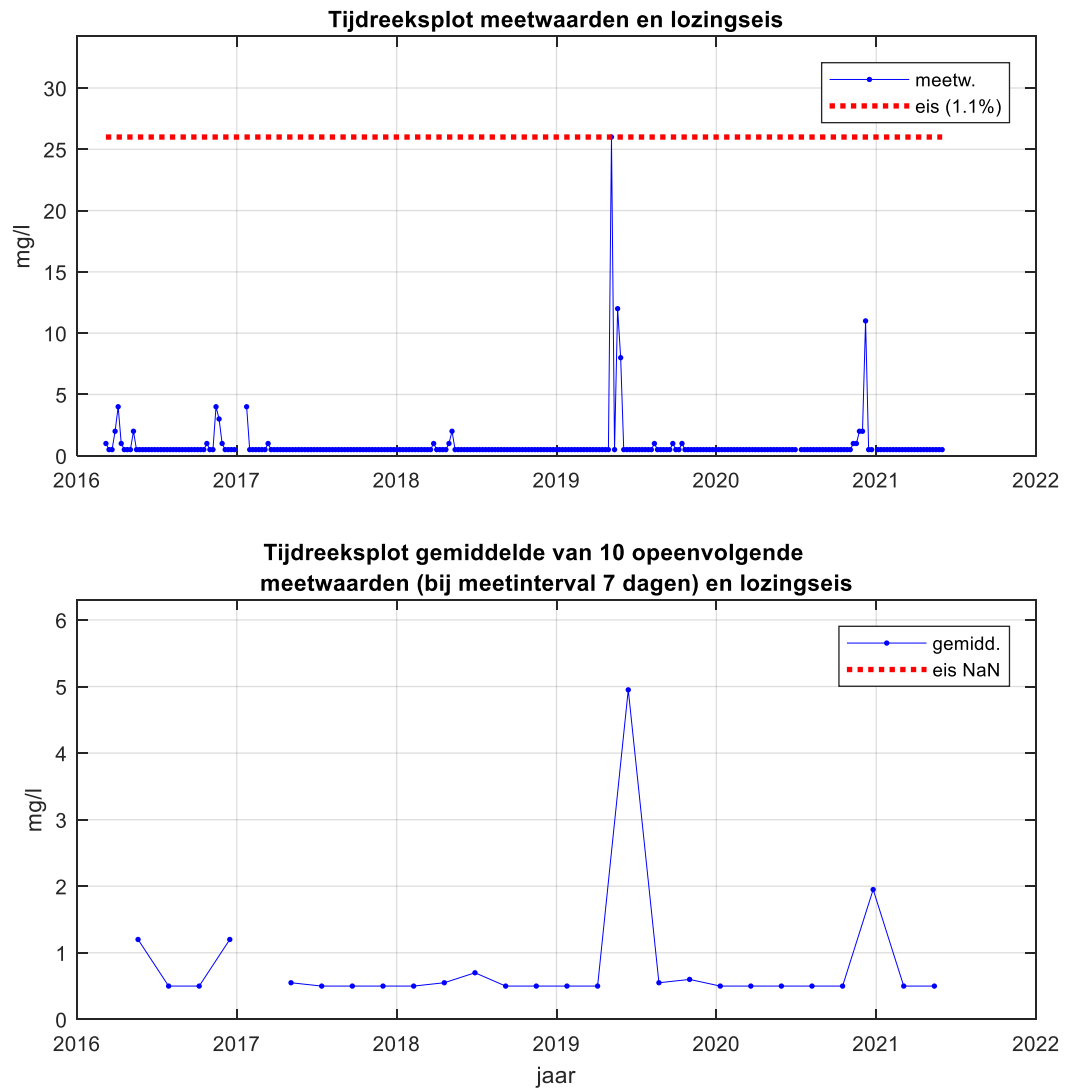 Tijdreeksplot meetwaarden en lozingseis
meetw.
eis (1.1%)
30
25
20
15
10
5
0
mg/l
2016 2017 2018 2019 2020 2021 2022
Tijdreeksplot gemiddelde van 10 opeenvolgende
meetwaarden (bij meetinterval 7 dagen) en lozingseis
gemidd.
eis NaN
6
5
4
3
2
1
0
mg/l
2016 2017 2018 2019 2020 2021 2022
jaar